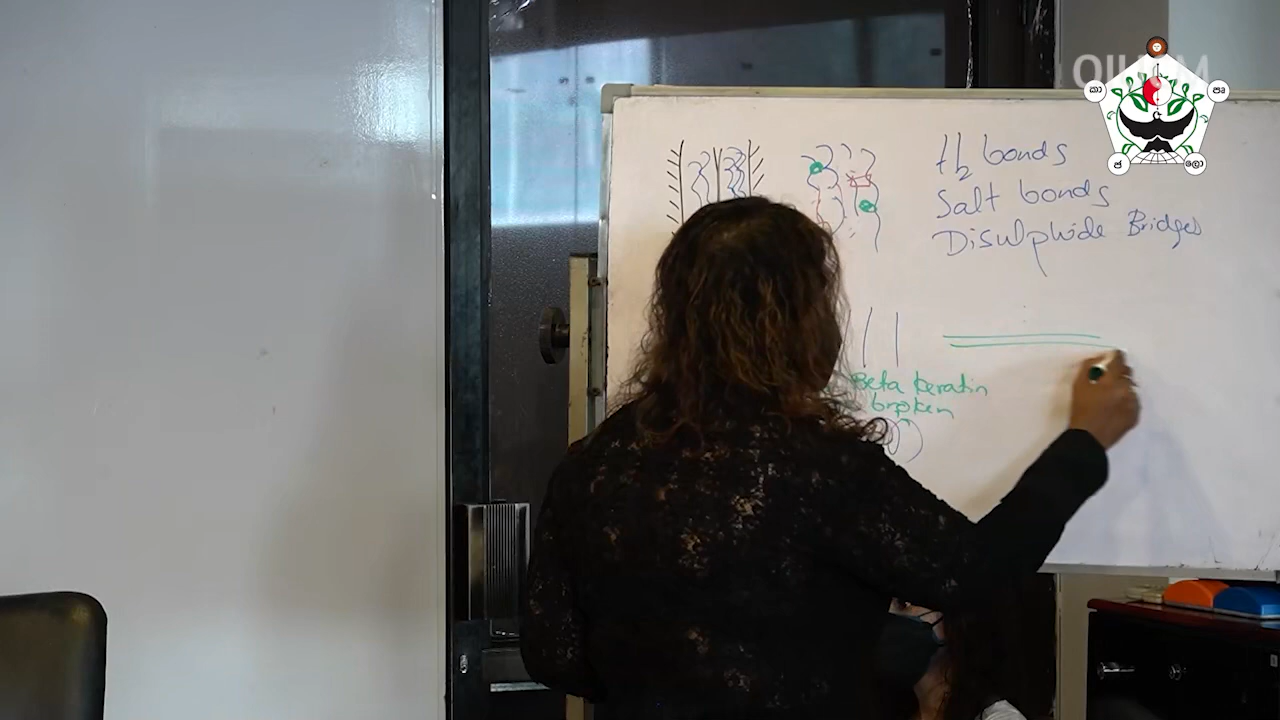 H2 bonds
Salt bonds
Disulphide Bridges
Beta keratin
broken
කා
පෘ
ජ
ලො